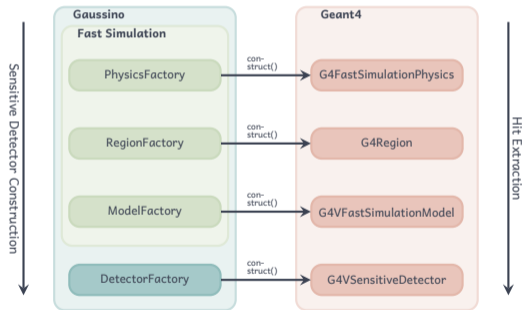 Gaussino
Geant4
Fast Simulation
PhysicsFactory
con-
struct()
G4FastSimulationPhysics
RegionFactory
con-
struct()
G4Region
ModelFactory
con-
struct()
G4VFastSimulationModel
DetectorFactory
con-
struct()
G4VSensitiveDetector
Sensitive Detector Construction
Hit Extraction